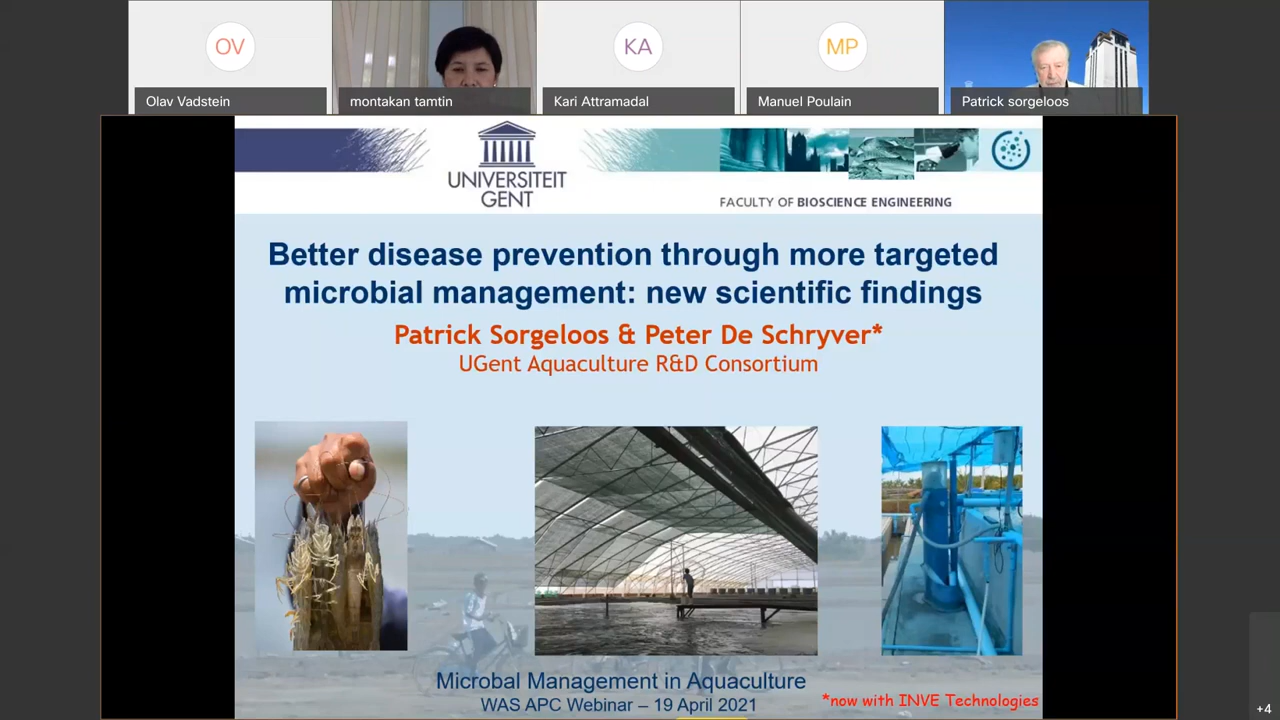 OV
KA
MP
Olav Vadstein
montakan tamtin
Kari Attramadal
Manuel Poulain
Patrick sorgeloos
UNIVERSITEIT
GENT
FACULTY OF BIOSCIENCE ENGINEERING
Better disease prevention through more targeted
microbial management: new scientific findings
Patrick Sorgeloos & Peter De Schryver*
UGent Aquaculture R&D Consortium
Microbal Management in Aquaculture
WAS APC Webinar – 19 April 2021
*now with INVE Technologies
+4